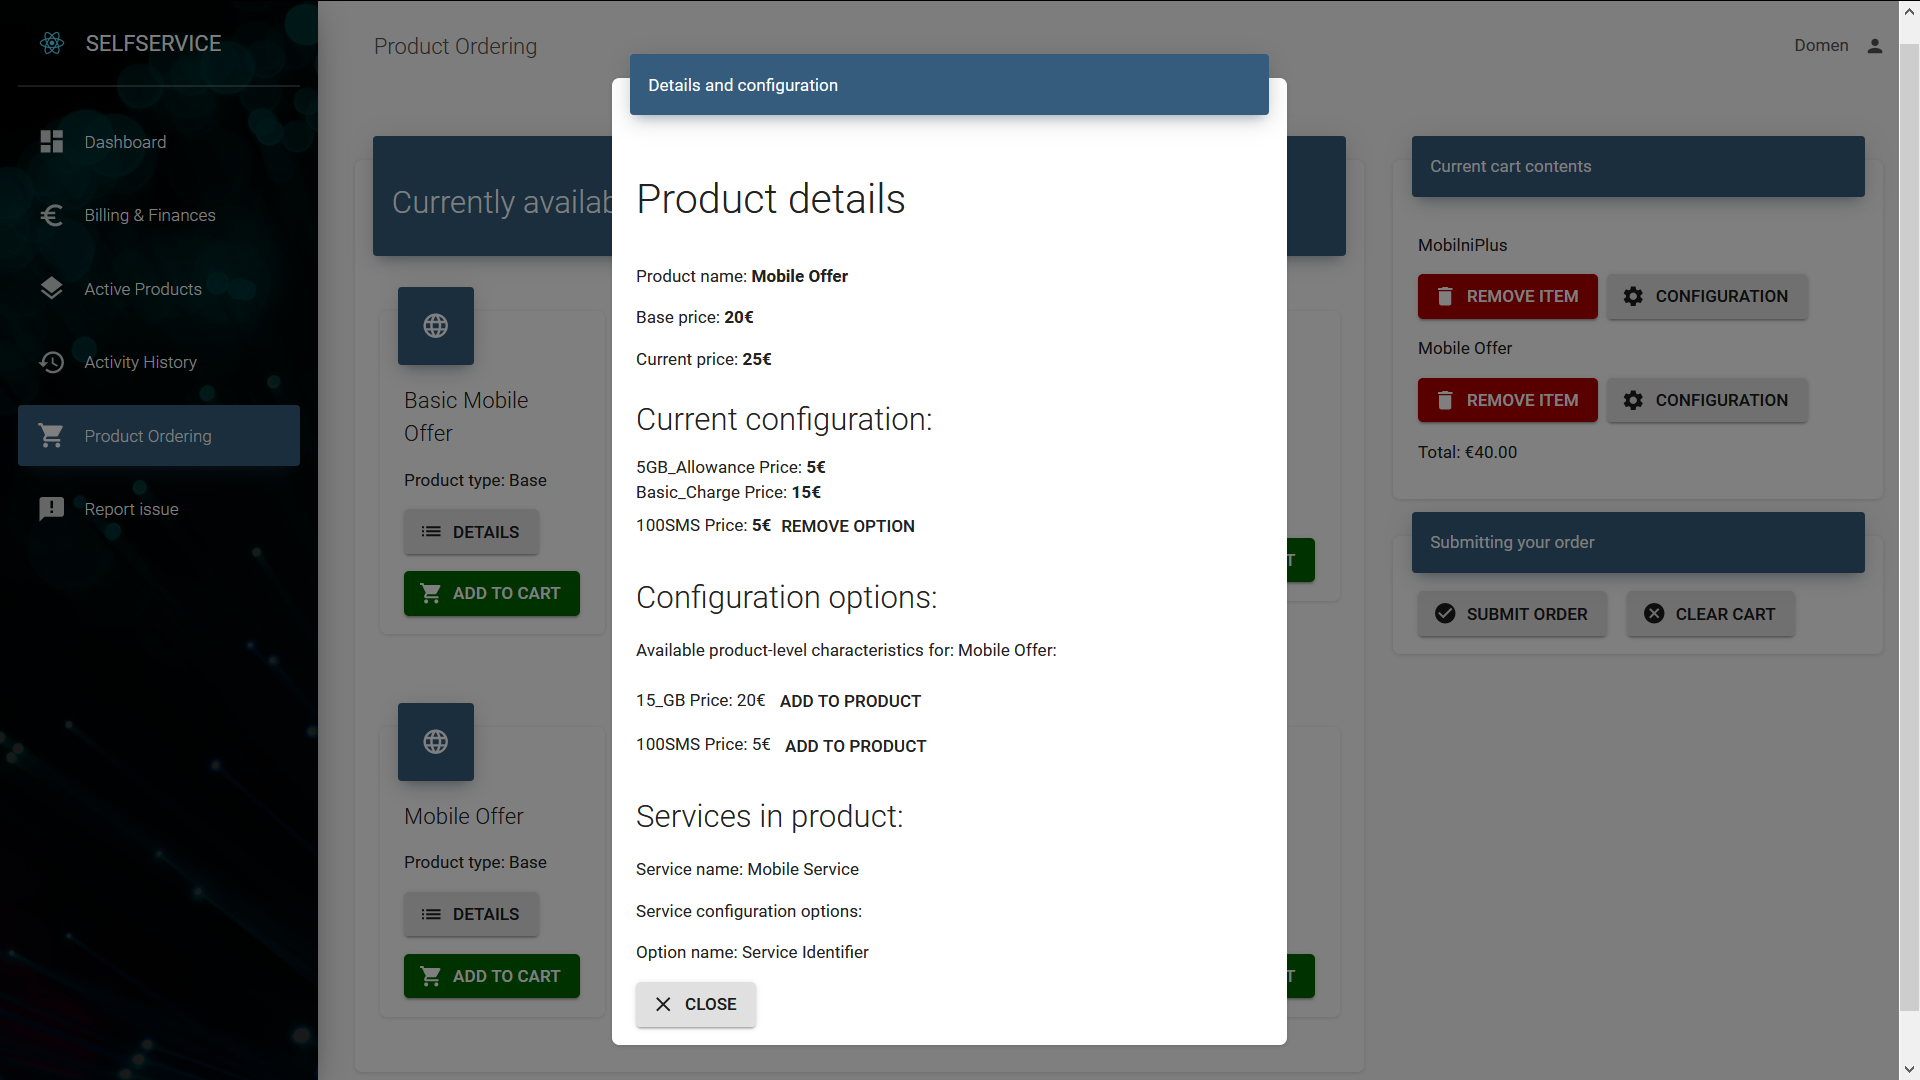 SELFSERVICE
Dashboard
Billing & Finances
Active Products
Activity History
Product Ordering
Report issue
Product Ordering
Domen
Currently
Basic Mobile
Offer
Product type: Base
DETAILS
ADD TO CART
Mobile Offer
Product type: Base
DETAILS
ADD TO CART
Details and configuration
Product details
Product name: Mobile Offer
Base price: 20€
Current price: 25€
Current configuration:
5GB_Allowance Price: 5€
Basic_Charge Price: 15€
100SMS Price: 5€ REMOVE OPTION
Configuration options:
Available product-level characteristics for: Mobile Offer:
15_GB Price: 20€ ADD TO PRODUCT
100SMS Price: 5€ ADD TO PRODUCT
Services in product:
Service name: Mobile Service
Service configuration options:
Option name: Service Identifier
CLOSE
Current cart contents
MobilniPlus
REMOVE ITEM CONFIGURATION
Mobile Offer
REMOVE ITEM CONFIGURATION
Total: €40.00
Submitting your order
SUBMIT ORDER CLEAR CART